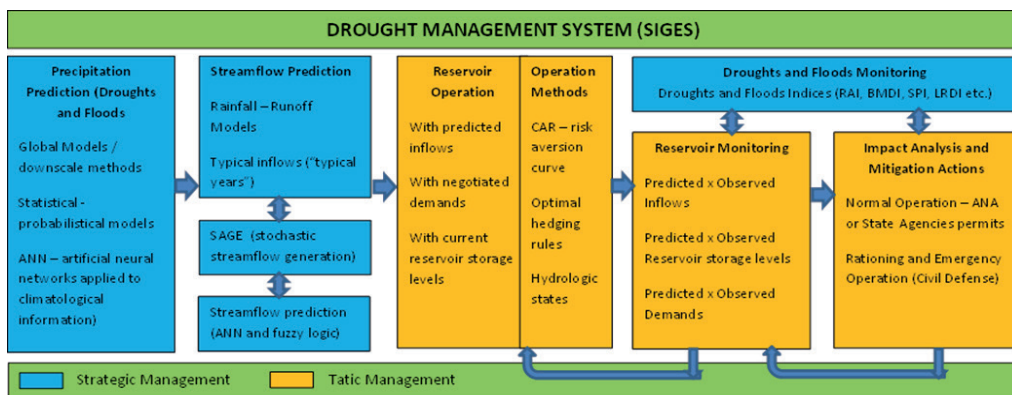 DROUGHT MANAGEMENT SYSTEM (SIGES)
Precipitation
Prediction (Droughts
and Floods
Global Models /
downscale methods
Statistical -
probabilistical models
ANN – artificial neural
networks applied to
climatological
information)
Streamflow Prediction
Rainfall – Runoff
Models
Typical inflows ("typical
years")
SAGE (stochastic
streamflow generation)
Streamflow prediction
(ANN and fuzzy logic)
Reservoir
Operation
With predicted
inflows
With negotiated
demands
With current
reservoir storage
levels
Operation
Methods
CAR – risk
aversion
curve
Optimal
hedging
rules
Hydrologic
states
Droughts and Floods Monitoring
Droughts and Floods Indices (RAI, BMDI, SPI, LRDI etc.)
Reservoir Monitoring
Predicted x Observed
Inflows
Predicted x Observed
Reservoir storage levels
Predicted x Observed
Demands
Impact Analysis and
Mitigation Actions
Normal Operation – ANA
or State Agencies permits
Rationing and Emergency
Operation (Civil Defense)
Strategic Management
Tatic Management